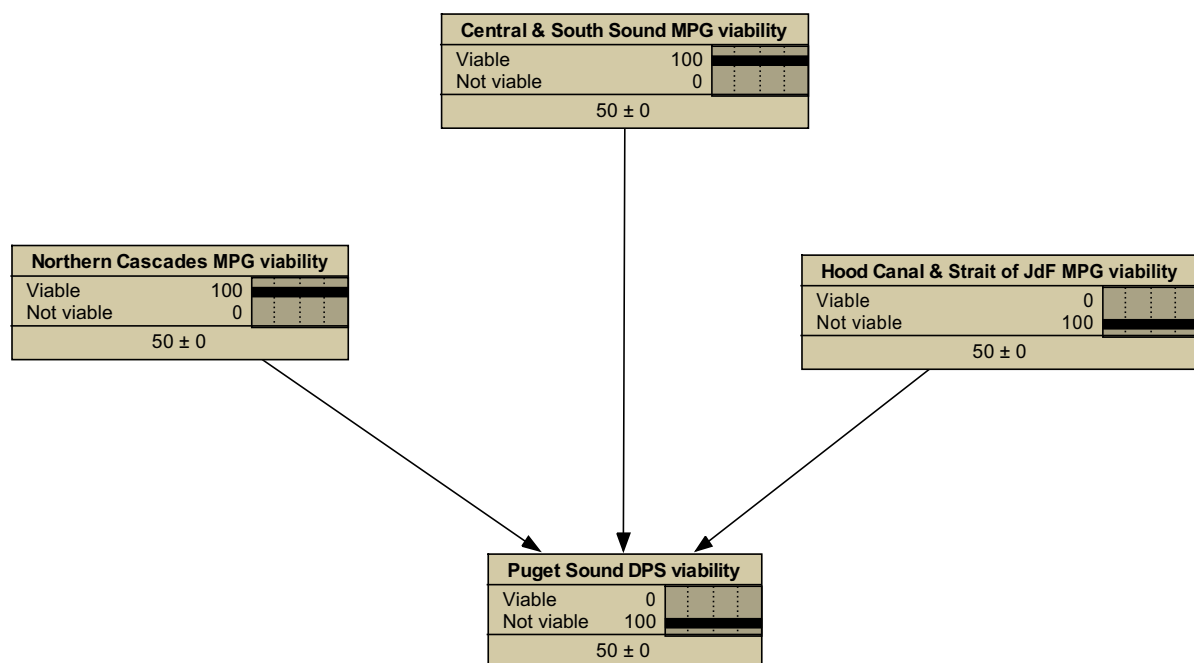 Central & South Sound MPG viability
Viable 100
Not viable 0
50 ± 0
Northern Cascades MPG viability
Viable 100
Not viable 0
50 ± 0
Hood Canal & Strait of JdF MPG viability
Viable 0
Not viable 100
50 ± 0
Puget Sound DPS viability
Viable 0
Not viable 100
50 ± 0